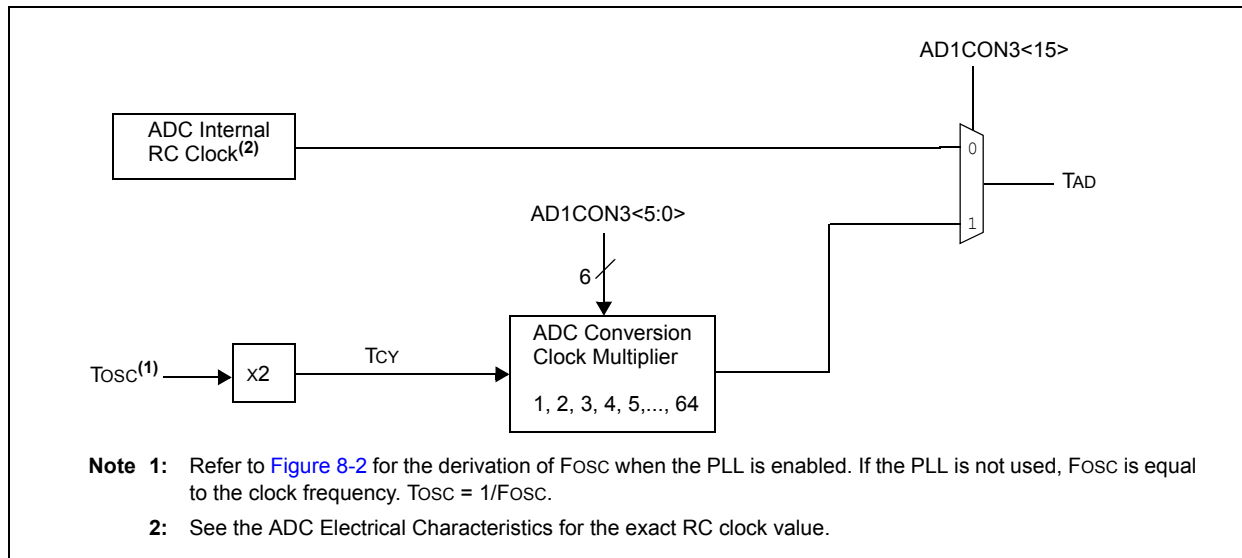 AD1CON3<15>
ADC Internal
RC Clock(2)
0
TAD
AD1CON3<5:0>
1
6
ADC Conversion
Clock Multiplier
TOSC(1)
X2
TCY
1, 2, 3, 4, 5,..., 64
Note 1: Refer to Figure 8-2 for the derivation of FOSC when the PLL is enabled. If the PLL is not used, FOSC is equal
to the clock frequency. TOSC = 1/FOSC.
2: See the ADC Electrical Characteristics for the exact RC clock value.